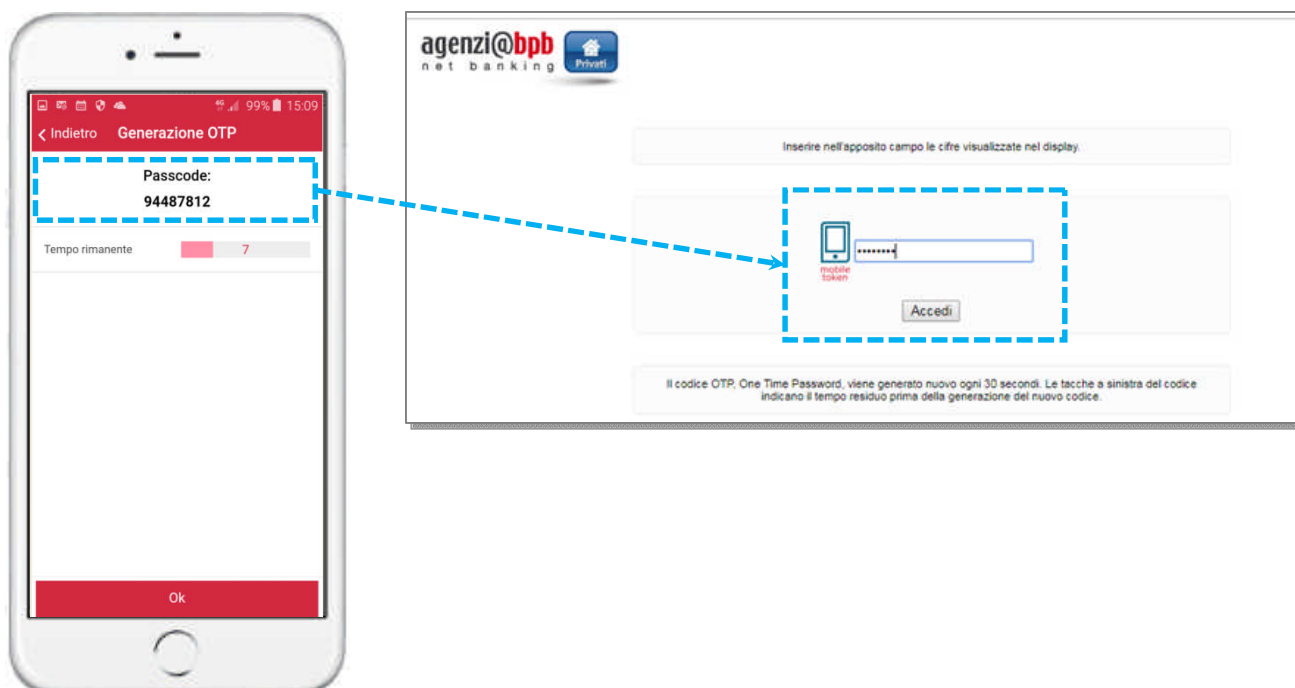 4G 99% 15:09
Indietro Generazione OTP
Passcode:
94487812
Tempo rimanente 7
Ok
agenzi@bpb
net banking
Privati
Inserire nell'apposito campo le cifre visualizzate nel display.
mobile
token
Accedi
Il codice OTP, One Time Password, viene generato nuovo ogni 30 secondi. Le tacche a sinistra del codice
indicano il tempo residuo prima della generazione del nuovo codice.